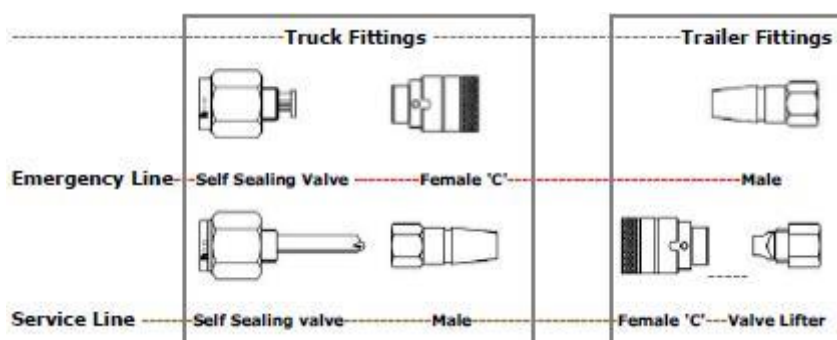 Truck Fittings Trailer Fittings
Emergency Line Self Sealing Valve Female 'C' Male
Service Line Self Sealing valve Male Female 'C' Valve Lifter